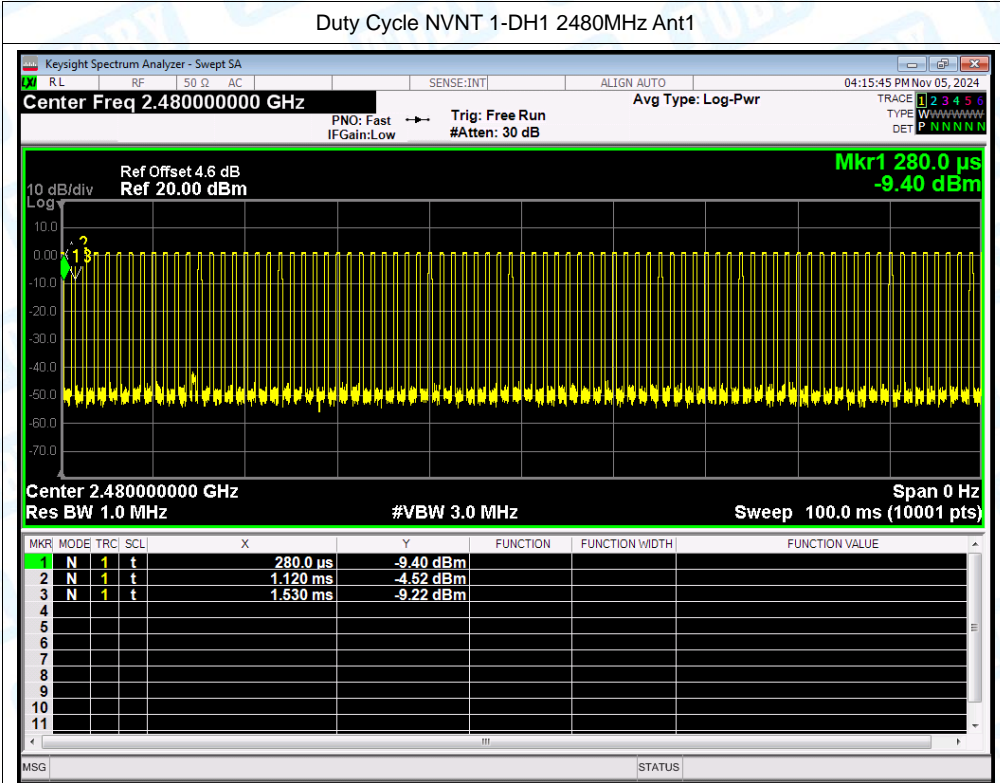 Duty Cycle NVNT 1-DH1 2480MHz Ant1
Keysight Spectrum Analyzer - Swept SA
LXI RL RF 50 Ω AC SENSE:INT ALIGN AUTO 04:15:45 PM Nov 05, 2024
Center Freq 2.480000000 GHz Avg Type: Log-Pwr TRACE 1 2 3 4 5 6
PNO: Fast Trig: Free Run TYPE WWWWWWW
IFGain:Low #Atten: 30 dB DET P N N N N N
Mkr1 280.0 µs
Ref Offset 4.6 dB
10 dB/div Ref 20.00 dBm -9.40 dBm
Log
10.0
0.00
-10.0
-20.0
-30.0
-40.0
-50.0
-60.0
-70.0
2
1 3
Center 2.480000000 GHz Span 0 Hz
Res BW 1.0 MHz #VBW 3.0 MHz Sweep 100.0 ms (10001 pts)
MKR MODE TRC SCL X Y FUNCTION FUNCTION WIDTH FUNCTION VALUE
1 N 1 t 280.0 µs -9.40 dBm
2 N 1 t 1.120 ms -4.52 dBm
3 N 1 t 1.530 ms -9.22 dBm
4
5
6
7
8
9
10
11
MSG STATUS